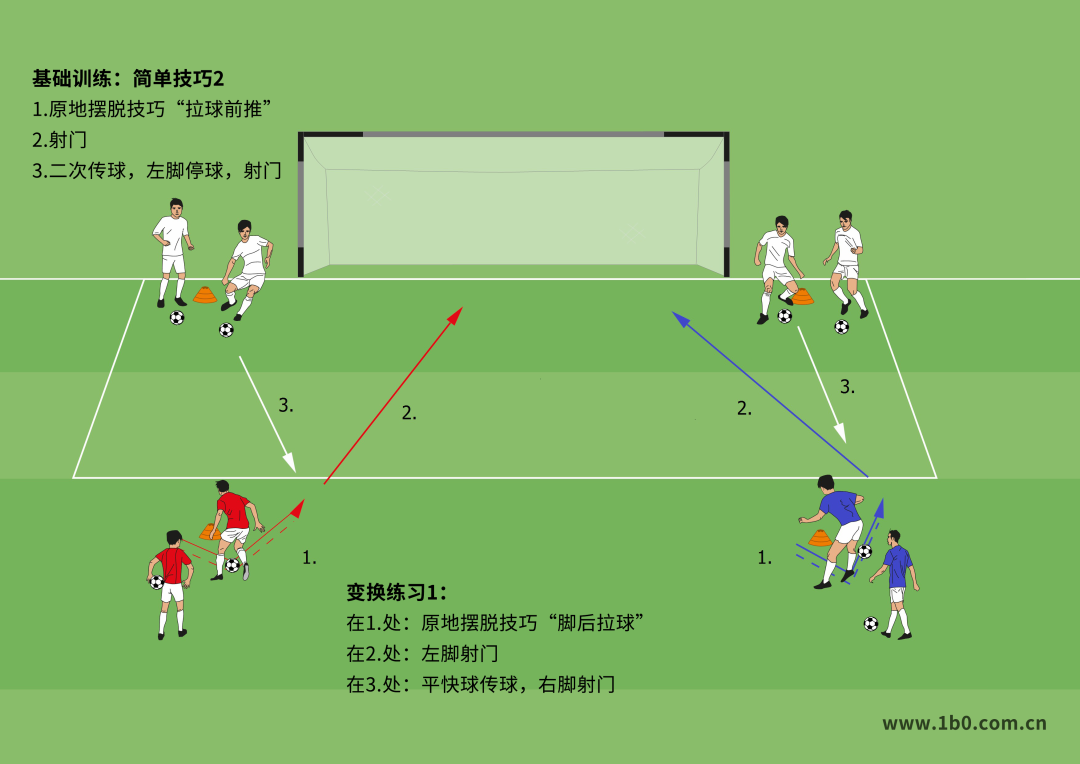 基础训练：简单技巧2
1.原地摆脱技巧“拉球前推”
2.射门
3.二次传球，左脚停球，射门
3.
2.
2.
3.
1.
1.
变换练习1：
在1.处：原地摆脱技巧“脚后拉球”
在2.处：左脚射门
在3.处：平快球传球，右脚射门
www.1b0.com.cn